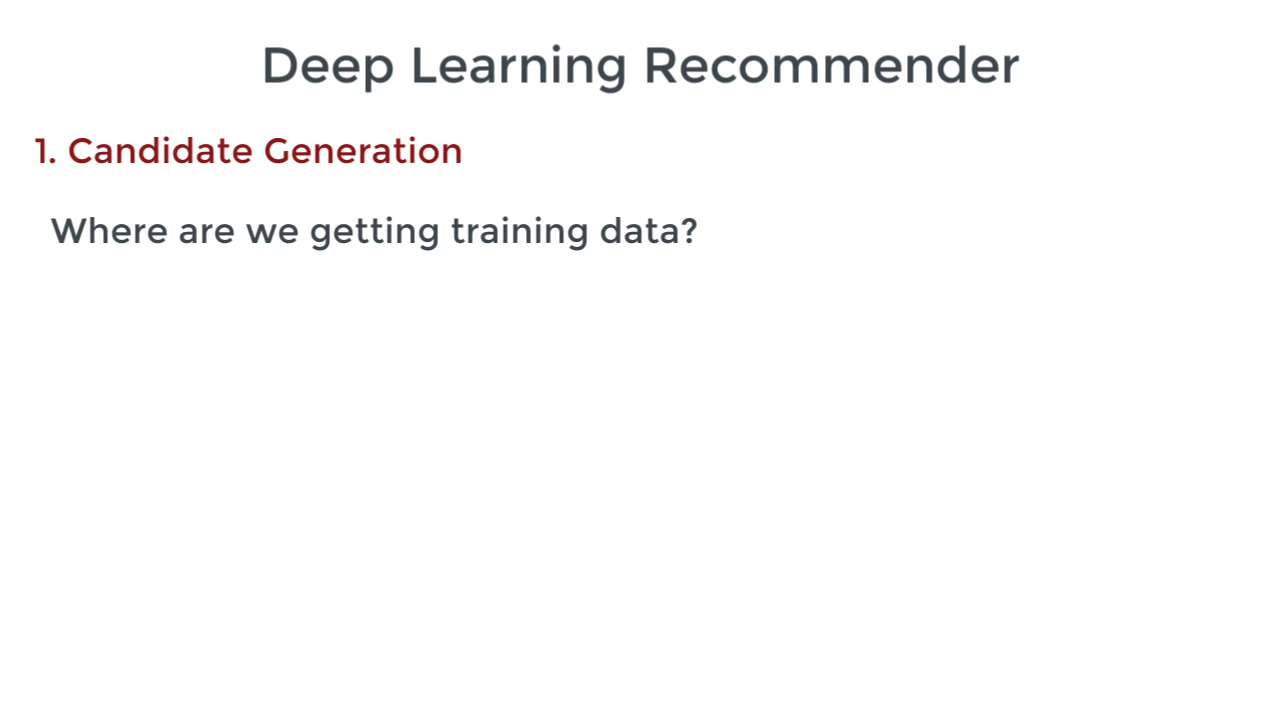 Deep Learning Recommender
1. Candidate Generation
Where are we getting training data?